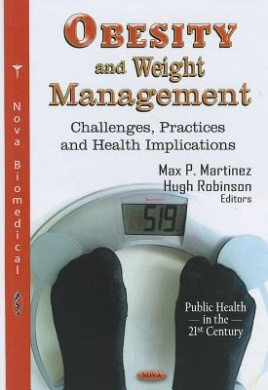 OBESITY
and Weight
Management
Challenges, Practices
and Health Implications
Max P. Martinez
Hugh Robinson
Editors
Nova Biomedical
519
Public Health
— in the —
21st Century
NOVA